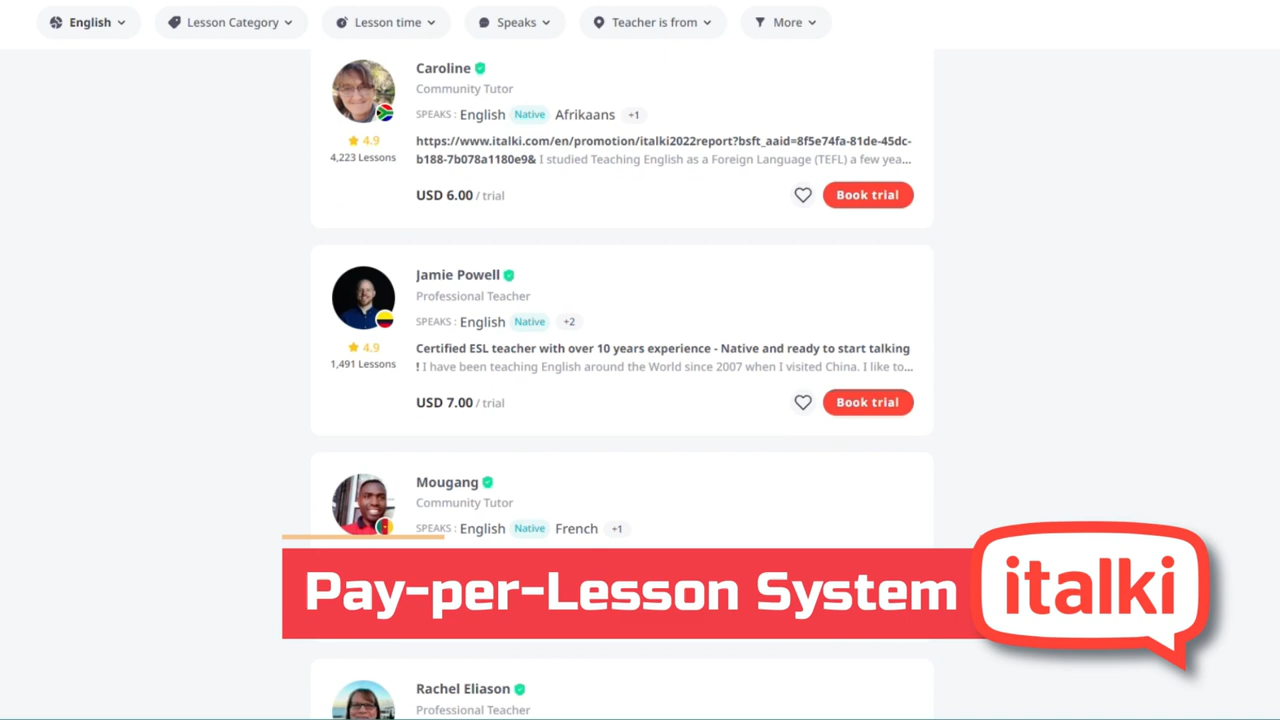 English
Lesson Category
Lesson time
Speaks
Teacher is from
More
Caroline
Community Tutor
SPEAKS : English Native Afrikaans +1
4.9
4,223 Lessons
https://www.italki.com/en/promotion/italki2022report?bsft_aaid=8f5e74fa-81de-45dc-
b188-7b078a1180e9& I studied Teaching English as a Foreign Language (TEFL) a few yea...
USD 6.00 / trial
Book trial
Jamie Powell
Professional Teacher
SPEAKS : English Native +2
4.9
1,491 Lessons
Certified ESL teacher with over 10 years experience - Native and ready to start talking
! I have been teaching English around the World since 2007 when I visited China. I like to...
USD 7.00 / trial
Book trial
Mougang
Community Tutor
SPEAKS : English Native French +1
Pay-per-Lesson System
italki
Rachel Eliason
Professional Teacher